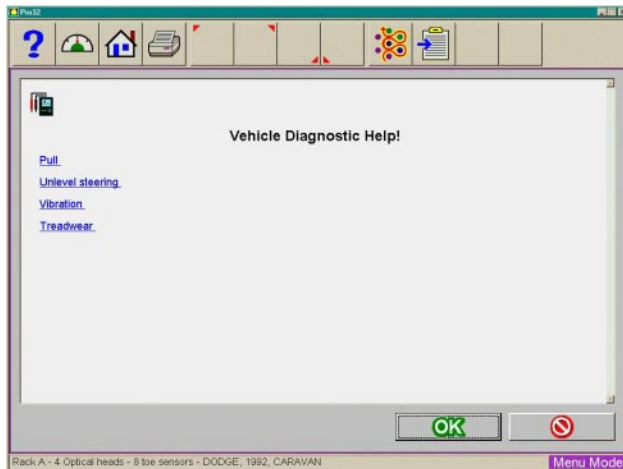 Pro32
?
Vehicle Diagnostic Help!
Pull
Unlevel steering
Vibration
Treadwear
OK
Rack A - 4 Optical heads - 8 toe sensors - DODGE, 1992, CARAVAN
Menu Mode